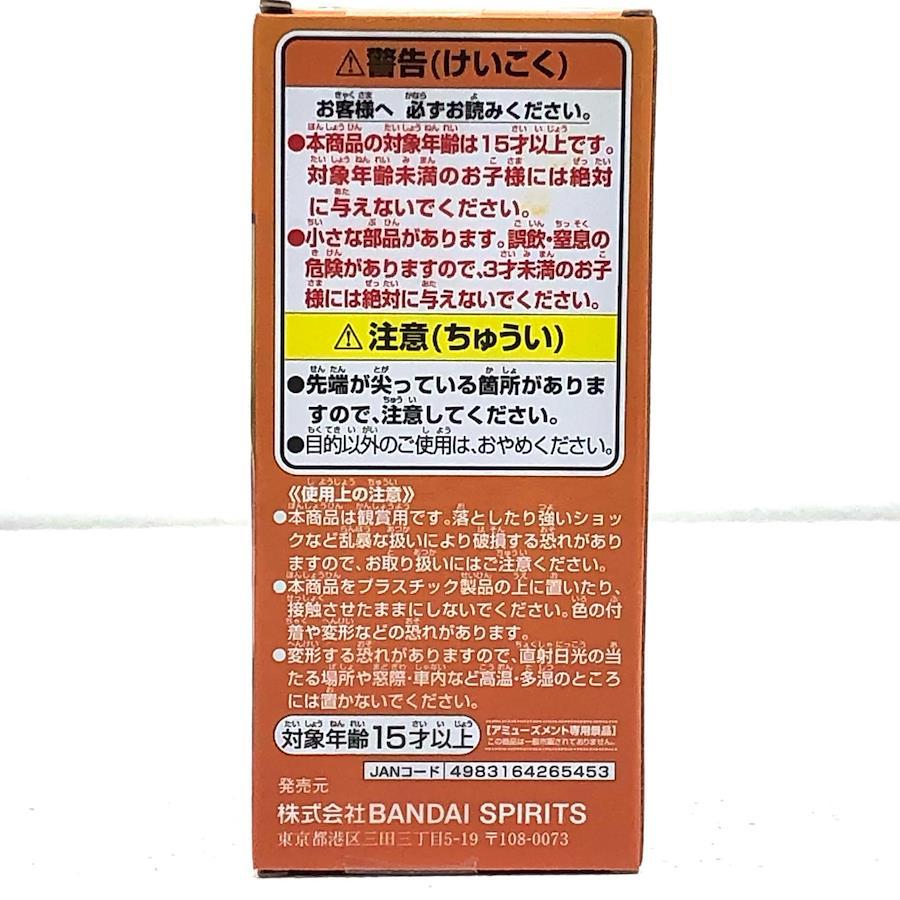 ⚠警告(けいこく)
お客様へ 必ずお読みください。
●本商品の対象年齢は15才以上です。
対象年齢未満のお子様には絶対
に与えないでください。
●小さな部品があります。誤飲・窒息の
危険がありますので、3才未満のお子
様には絶対に与えないでください。
⚠注意(ちゅうい)
●先端が尖っている箇所がありま
すので、注意してください。
●目的以外のご使用は、おやめください。
《使用上の注意》
●本商品は観賞用です。落としたり強いショッ
クなど乱暴な扱いにより破損する恐れがあり
ますので、お取り扱いにはご注意ください。
●本商品をプラスチック製品の上に置いたり、
接触させたままにしないでください。色の付
着や変形などの恐れがあります。
●変形する恐れがありますので、直射日光の当
たる場所や窓際・車内など高温・多湿のところ
には置かないでください。
対象年齢15才以上
[アミューズメント専用景品]
この商品は一般市販されておりません。
JANコード 4983164265453
発売元
株式会社BANDAI SPIRITS
東京都港区三田三丁目5-19 〒108-0073